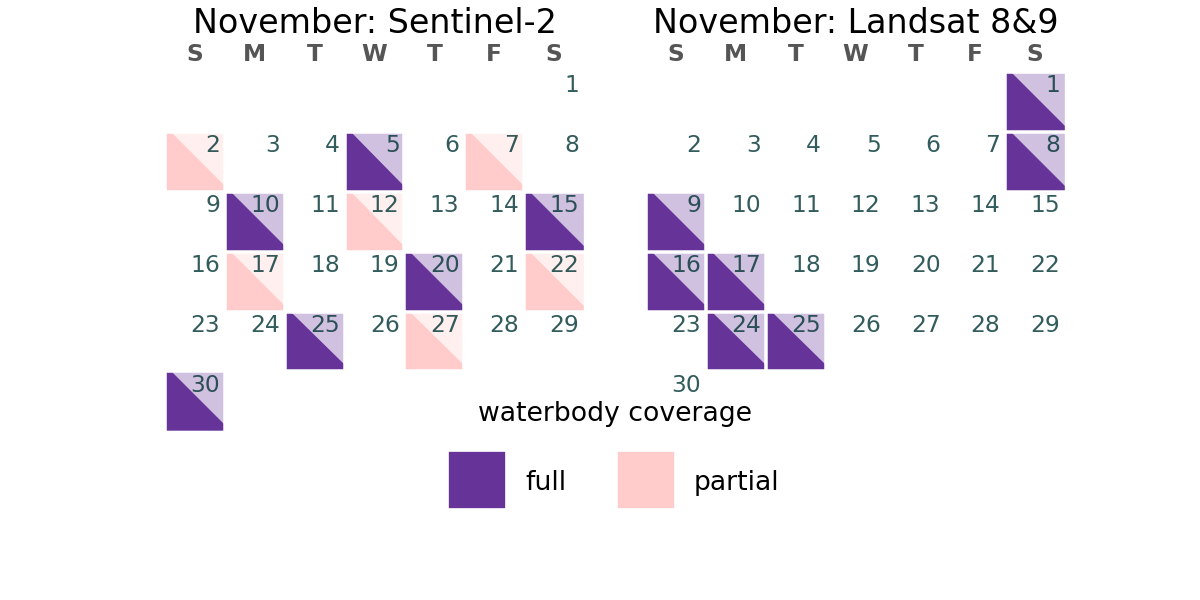 November: Sentinel-2
S M T W T F S
1
2 3 4 5 6 7 8
9 10 11 12 13 14 15
16 17 18 19 20 21 22
23 24 25 26 27 28 29
30
November: Landsat 8&9
S M T W T F S
1
2 3 4 5 6 7 8
9 10 11 12 13 14 15
16 17 18 19 20 21 22
23 24 25 26 27 28 29
30
waterbody coverage
full partial